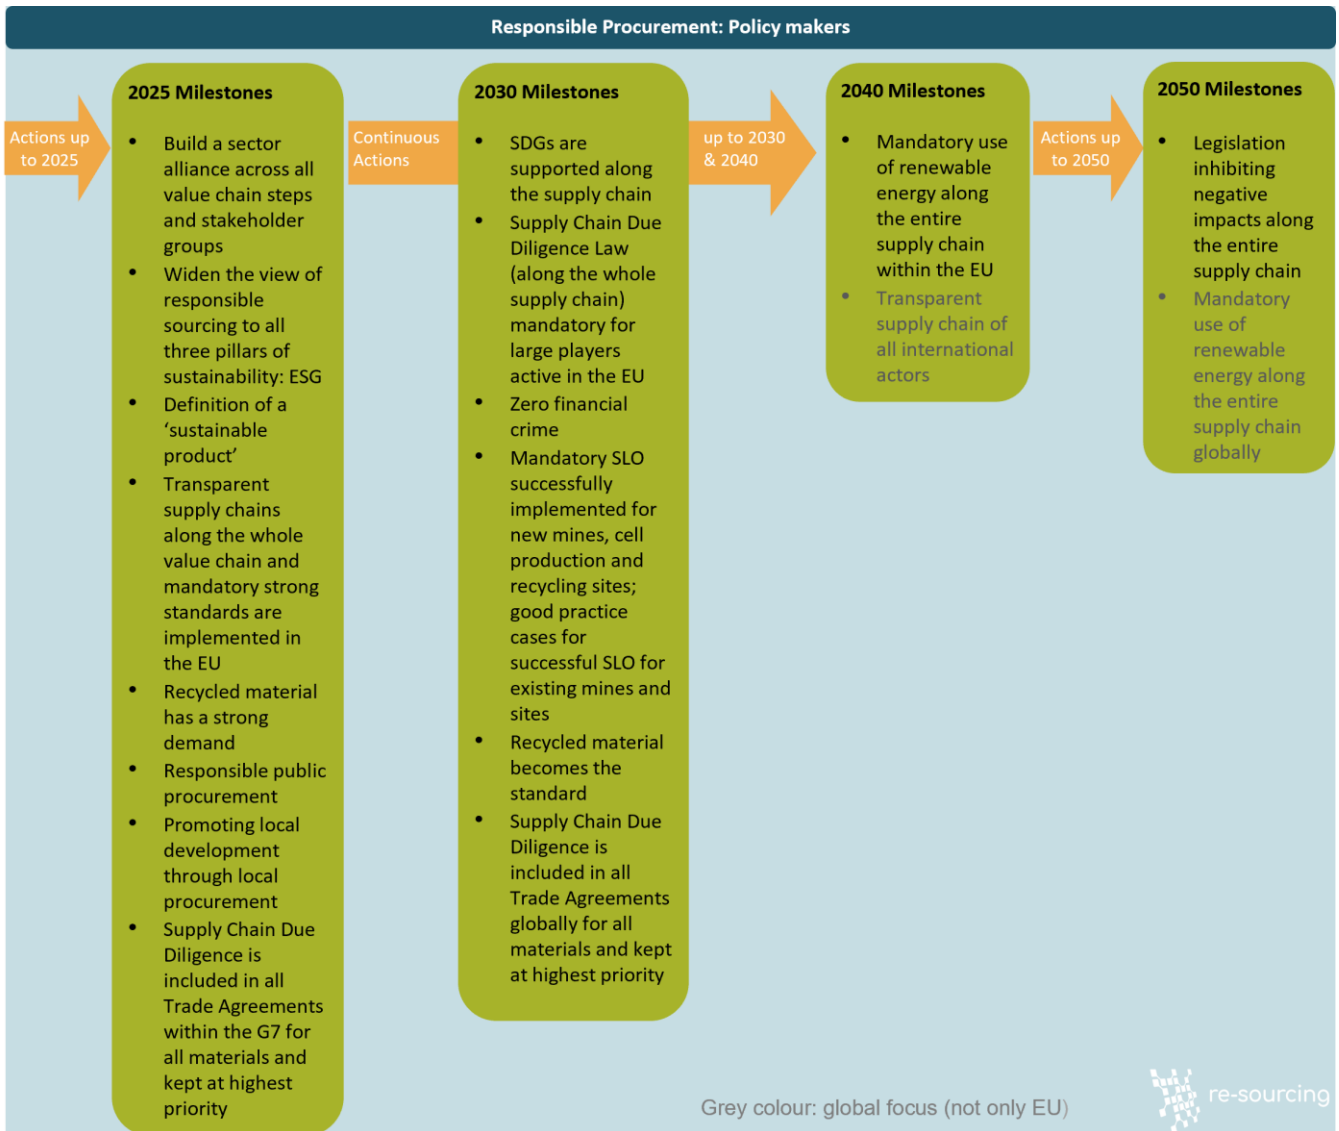 Responsible Procurement: Policy makers
Actions up
to 2025
2025 Milestones
• Build a sector
alliance across all
value chain steps
and stakeholder
groups
• Widen the view of
responsible
sourcing to all
three pillars of
sustainability: ESG
• Definition of a
‘sustainable
product’
• Transparent
supply chains
along the whole
value chain and
mandatory strong
standards are
implemented in
the EU
• Recycled material
has a strong
demand
• Responsible public
procurement
• Promoting local
development
through local
procurement
• Supply Chain Due
Diligence is
included in all
Trade Agreements
within the G7 for
all materials and
kept at highest
priority
Continuous
Actions
2030 Milestones
• SDGs are
supported along
the supply chain
• Supply Chain Due
Diligence Law
(along the whole
supply chain)
mandatory for
large players
active in the EU
• Zero financial
crime
• Mandatory SLO
successfully
implemented for
new mines, cell
production and
recycling sites;
good practice
cases for
successful SLO for
existing mines and
sites
• Recycled material
becomes the
standard
• Supply Chain Due
Diligence is
included in all
Trade Agreements
globally for all
materials and kept
at highest priority
up to 2030
& 2040
2040 Milestones
• Mandatory use
of renewable
energy along
the entire
supply chain
within the EU
• Transparent
supply chain of
all international
actors
Actions up
to 2050
2050 Milestones
• Legislation
inhibiting
negative
impacts along
the entire
supply chain
• Mandatory
use of
renewable
energy along
the entire
supply chain
globally
Grey colour: global focus (not only EU)
re-sourcing